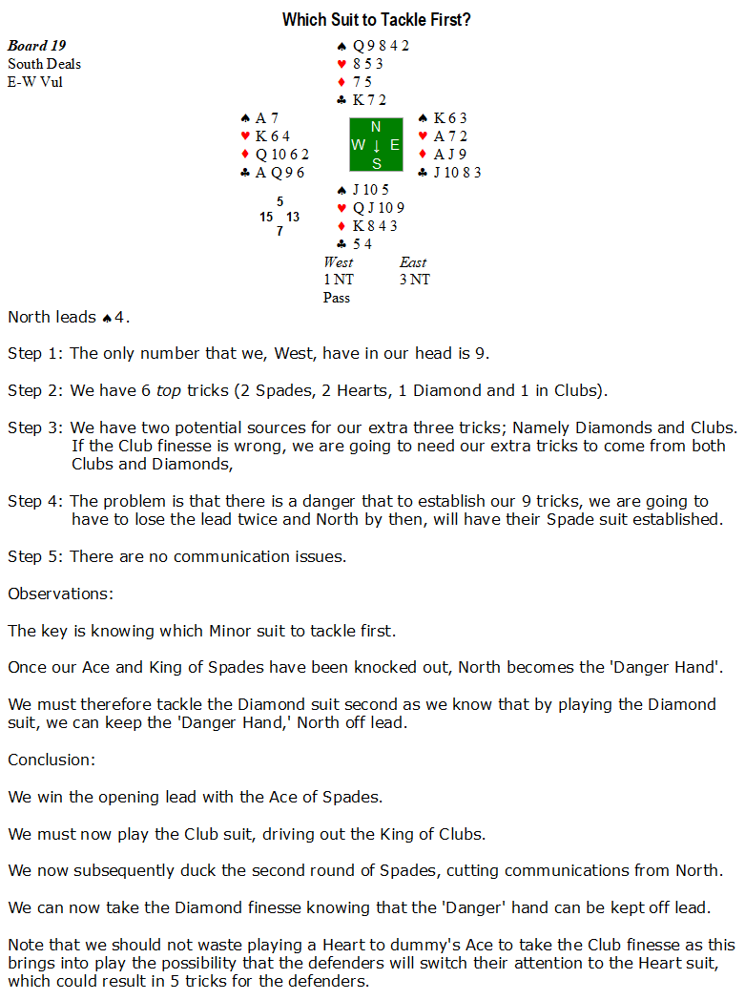 Which Suit to Tackle First?
Board 19
South Deals
E-W Vul
♠ Q 9 8 4 2
♥ 8 5 3
♦ 7 5
♣ K 7 2
♠ A 7
♥ K 6 4
♦ Q 10 6 2
♣ A Q 9 6
N
W ↓ E
S
♠ K 6 3
♥ A 7 2
♦ A J 9
♣ J 10 8 3
♠ J 10 5
♥ Q J 10 9
♦ K 8 4 3
♣ 5 4
5
15 13
7
West East
1 NT 3 NT
Pass
North leads ♠4.
Step 1: The only number that we, West, have in our head is 9.
Step 2: We have 6 top tricks (2 Spades, 2 Hearts, 1 Diamond and 1 in Clubs).
Step 3: We have two potential sources for our extra three tricks; Namely Diamonds and Clubs.
If the Club finesse is wrong, we are going to need our extra tricks to come from both
Clubs and Diamonds,
Step 4: The problem is that there is a danger that to establish our 9 tricks, we are going to
have to lose the lead twice and North by then, will have their Spade suit established.
Step 5: There are no communication issues.
Observations:
The key is knowing which Minor suit to tackle first.
Once our Ace and King of Spades have been knocked out, North becomes the 'Danger Hand'.
We must therefore tackle the Diamond suit second as we know that by playing the Diamond
suit, we can keep the 'Danger Hand,' North off lead.
Conclusion:
We win the opening lead with the Ace of Spades.
We must now play the Club suit, driving out the King of Clubs.
We now subsequently duck the second round of Spades, cutting communications from North.
We can now take the Diamond finesse knowing that the 'Danger' hand can be kept off lead.
Note that we should not waste playing a Heart to dummy's Ace to take the Club finesse as this
brings into play the possibility that the defenders will switch their attention to the Heart suit,
which could result in 5 tricks for the defenders.